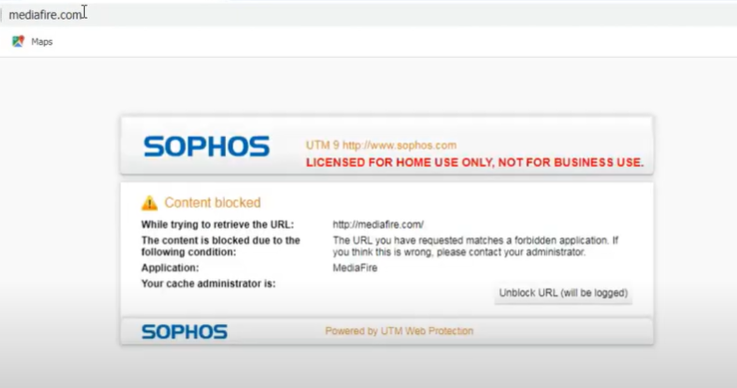 mediafire.com
Maps
SOPHOS
UTM 9 http://www.sophos.com
LICENSED FOR HOME USE ONLY, NOT FOR BUSINESS USE.
Content blocked
While trying to retrieve the URL: http://mediafire.com/
The content is blocked due to the following condition: The URL you have requested matches a forbidden application. If you think this is wrong, please contact your administrator.
Application: MediaFire
Your cache administrator is:
Unblock URL (will be logged)
SOPHOS
Powered by UTM Web Protection